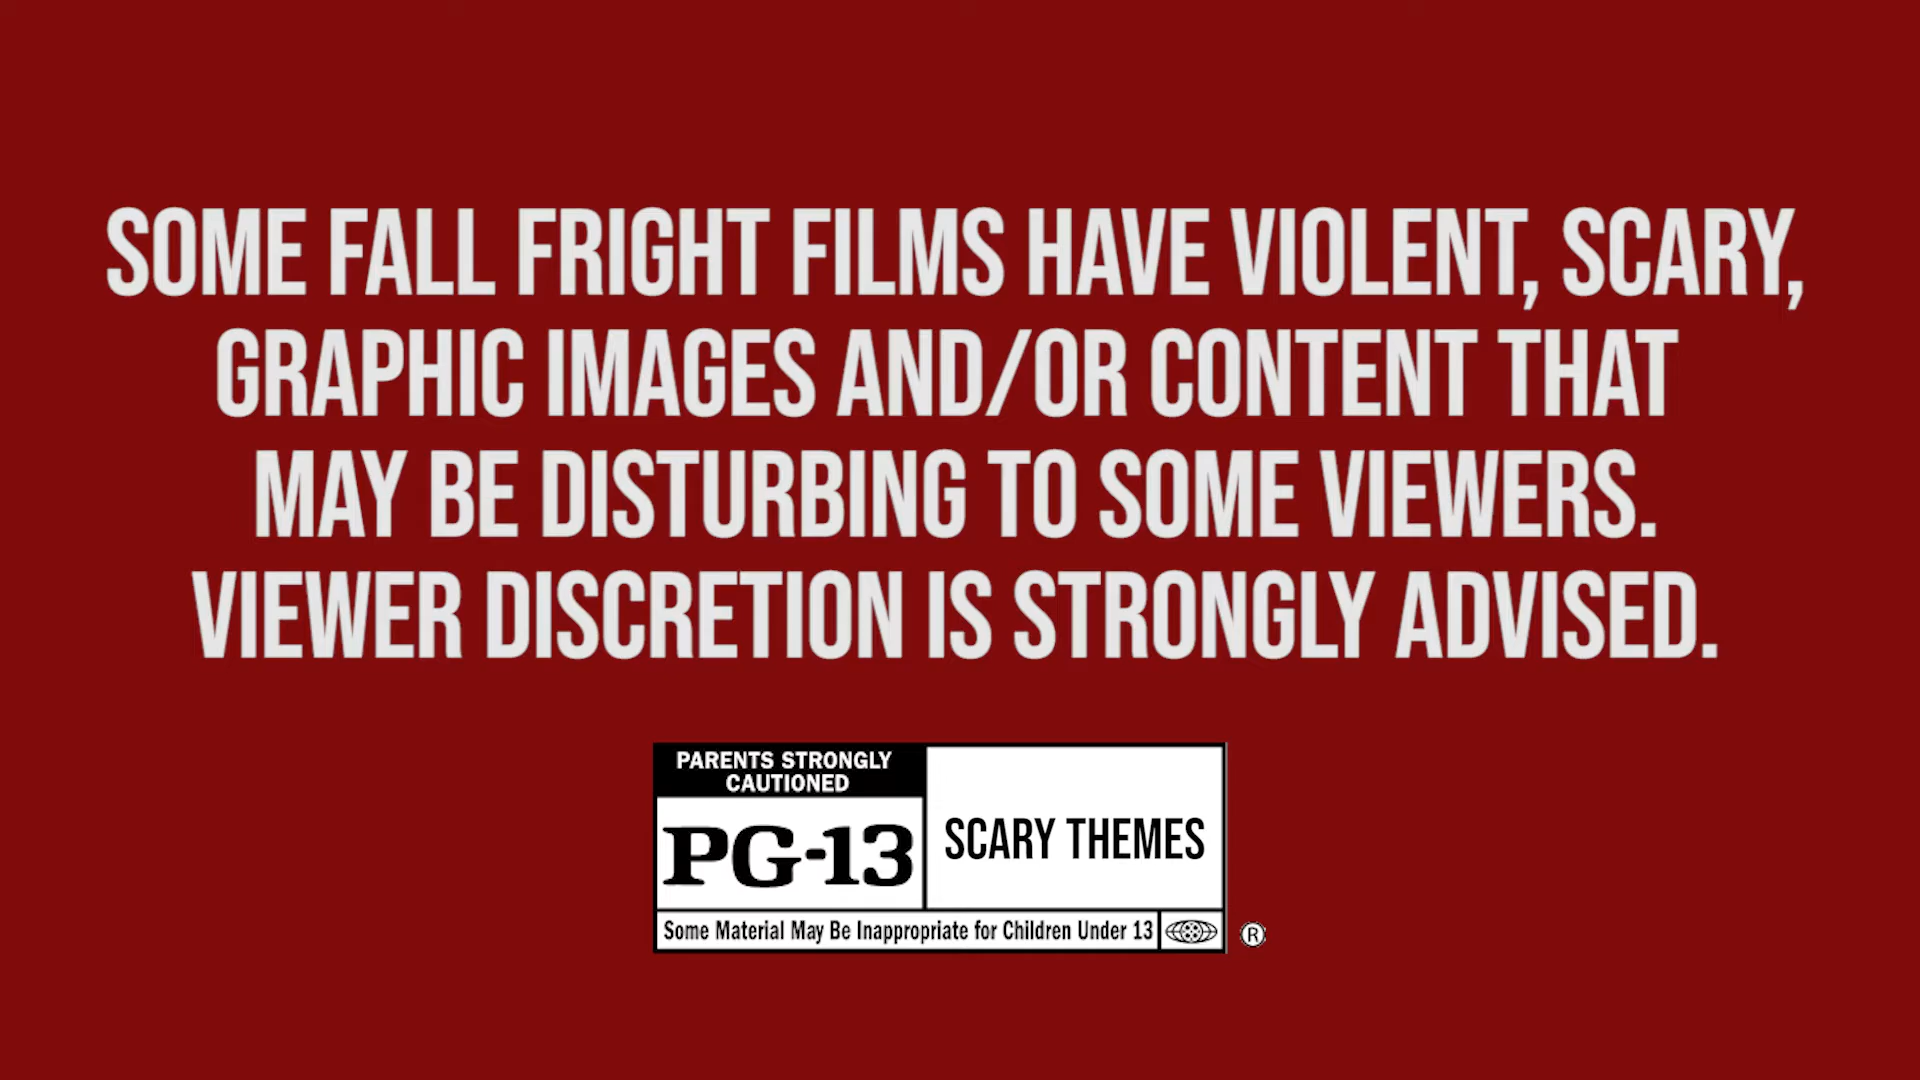 SOME FALL FRIGHT FILMS HAVE VIOLENT, SCARY,
GRAPHIC IMAGES AND/OR CONTENT THAT
MAY BE DISTURBING TO SOME VIEWERS.
VIEWER DISCRETION IS STRONGLY ADVISED.
PARENTS STRONGLY
CAUTIONED
PG-13
SCARY THEMES
Some Material May Be Inappropriate for Children Under 13
®